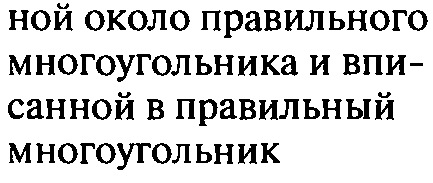 ной около правильного
многоугольника и впи-
санной в правильный
многоугольник